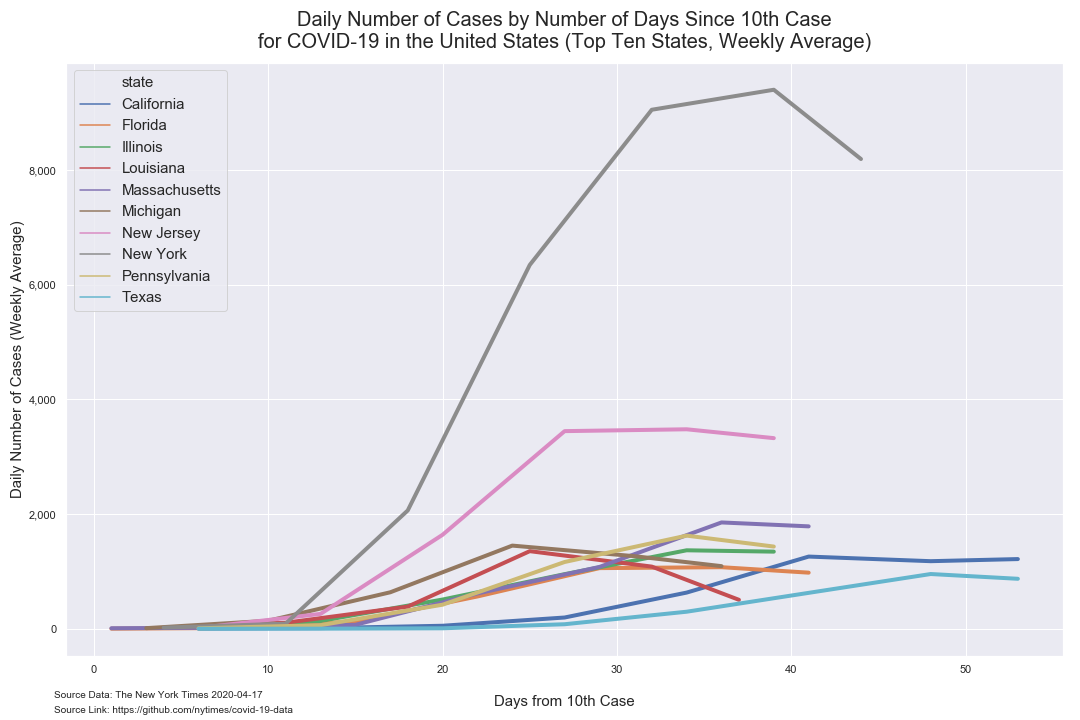 Daily Number of Cases by Number of Days Since 10th Case
for COVID-19 in the United States (Top Ten States, Weekly Average)
state
California
Florida
Illinois
Louisiana
Massachusetts
Michigan
New Jersey
New York
Pennsylvania
Texas
Daily Number of Cases (Weekly Average)
8,000
6,000
4,000
2,000
0
0 10 20 30 40 50
Days from 10th Case
Source Data: The New York Times 2020-04-17
Source Link: https://github.com/nytimes/covid-19-data